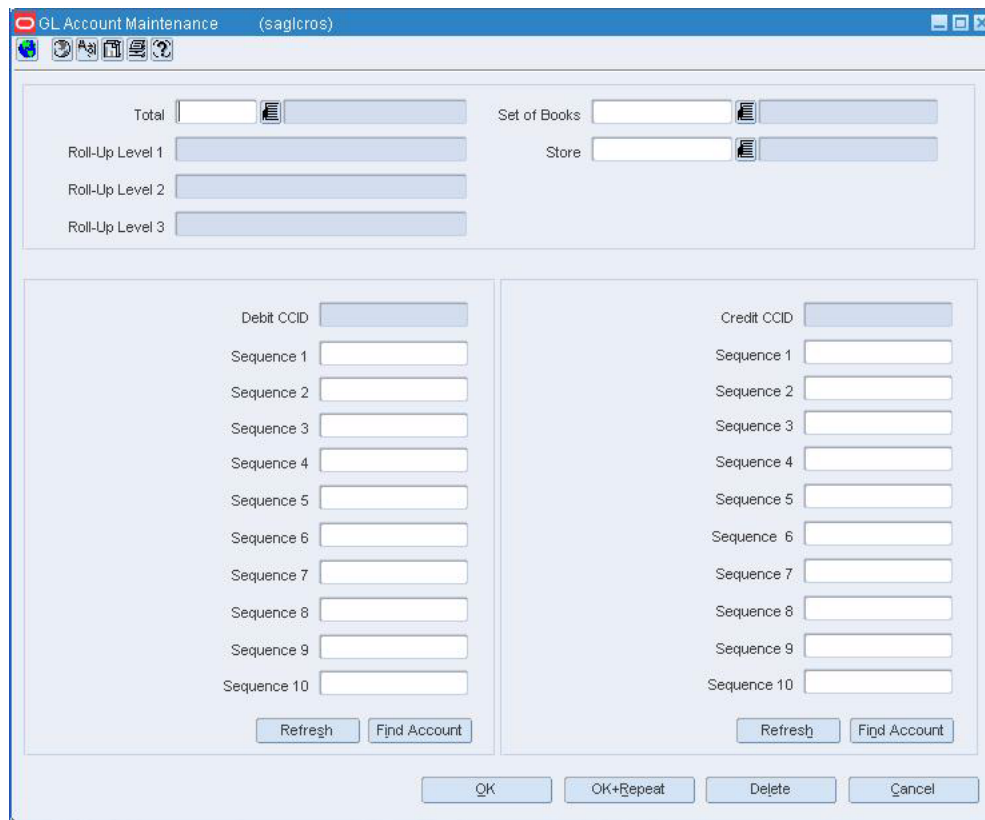 GL Account Maintenance (saglcros)
Total
Set of Books
Roll-Up Level 1
Store
Roll-Up Level 2
Roll-Up Level 3
Debit CCID
Sequence 1
Sequence 2
Sequence 3
Sequence 4
Sequence 5
Sequence 6
Sequence 7
Sequence 8
Sequence 9
Sequence 10
Refresh Find Account
Credit CCID
Sequence 1
Sequence 2
Sequence 3
Sequence 4
Sequence 5
Sequence 6
Sequence 7
Sequence 8
Sequence 9
Sequence 10
Refresh Find Account
OK OK+Repeat Delete Cancel